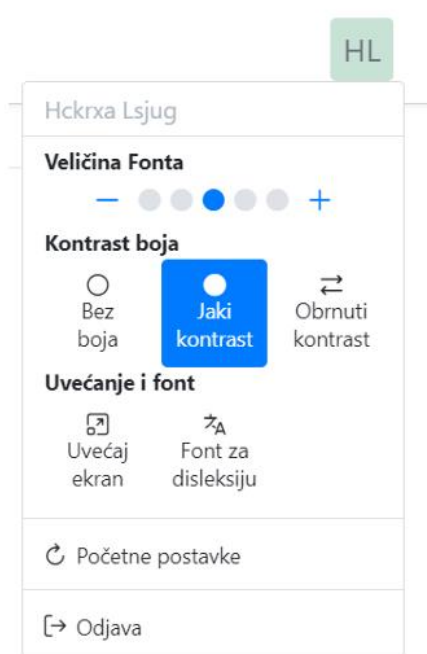 HL
Hckrxa Lsjug
Veličina Fonta
Kontrast boja
Bez boja
Jaki kontrast
Obrnuti kontrast
Uvećanje i font
Uvećaj ekran
Font za disleksiju
Početne postavke
Odjava